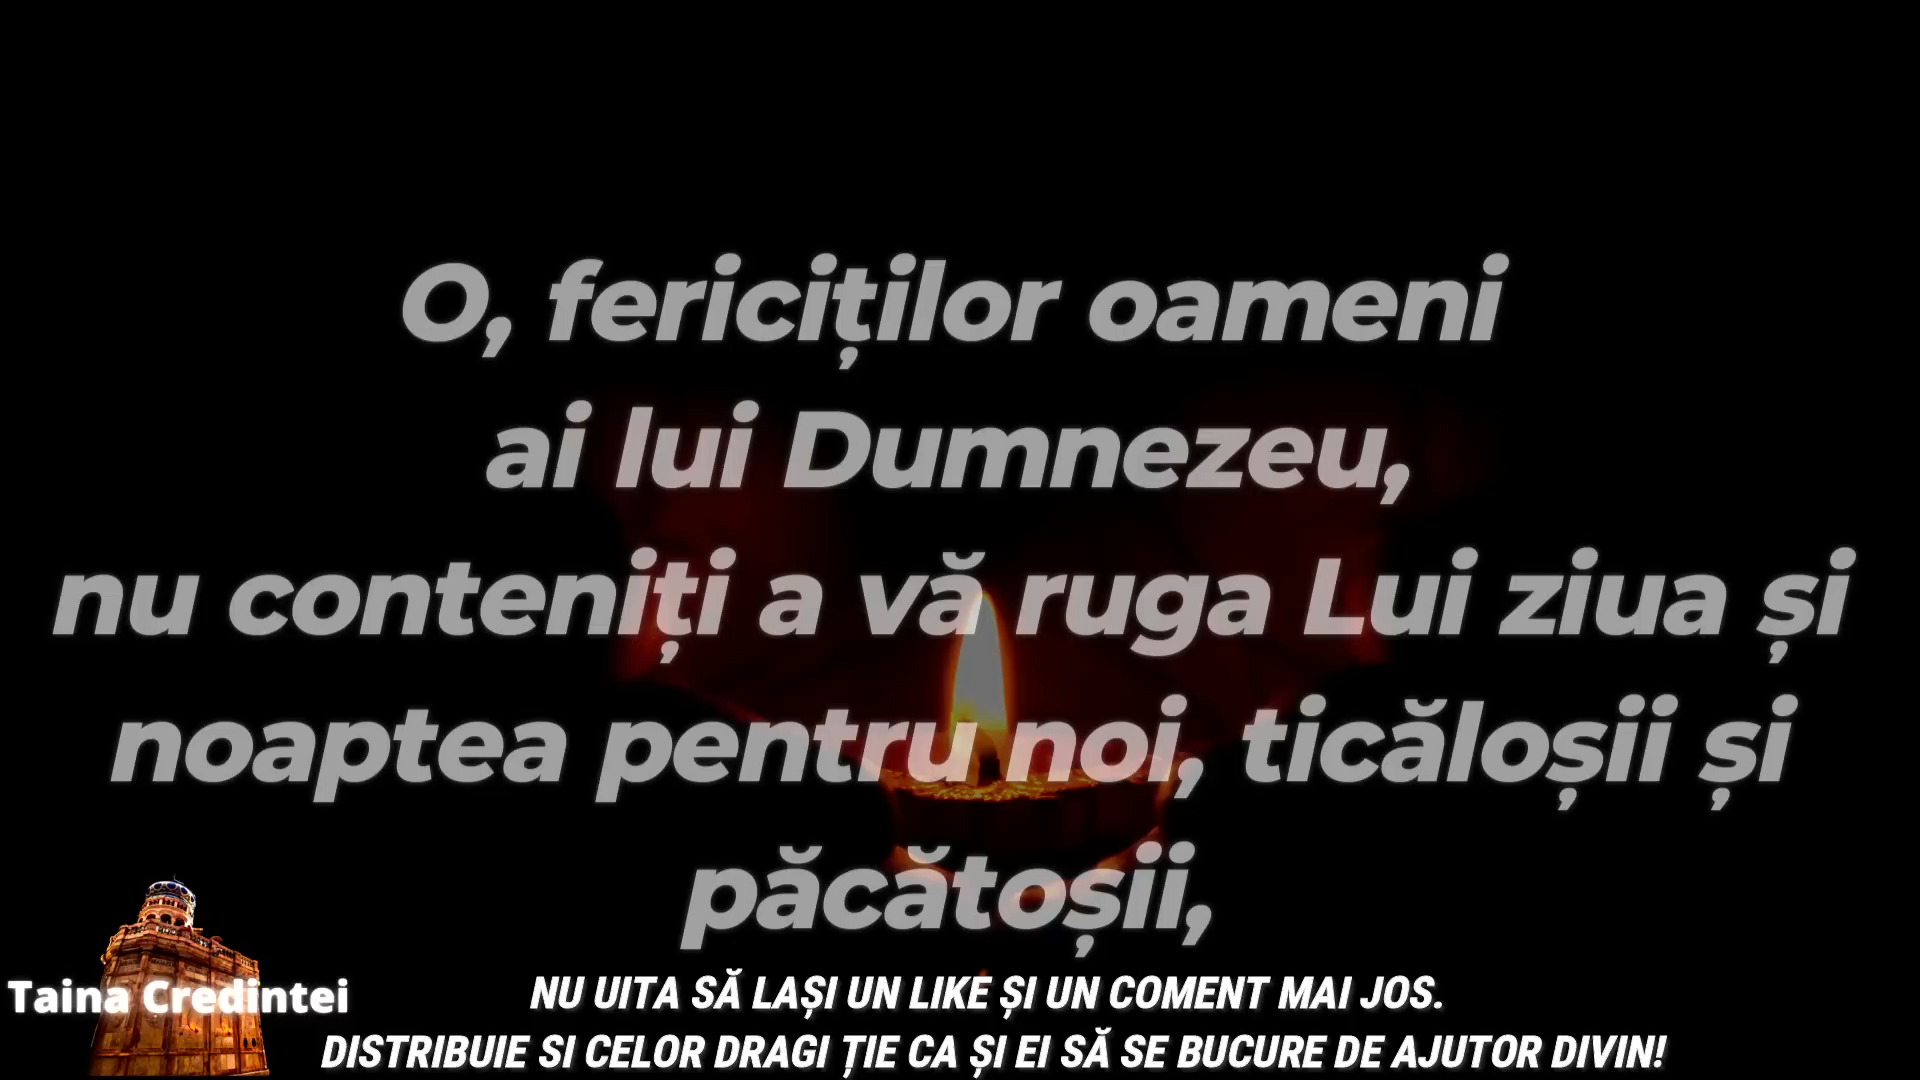 O, fericiților oameni
ai lui Dumnezeu,
nu conteniți a vă ruga Lui ziua și
noaptea pentru noi, ticăloșii și
păcătoșii,
Taina Credintei
NU UITA SĂ LAȘI UN LIKE ȘI UN COMENT MAI JOS.
DISTRIBUIE SI CELOR DRAGI ȚIE CA ȘI EI SĂ SE BUCURE DE AJUTOR DIVIN!